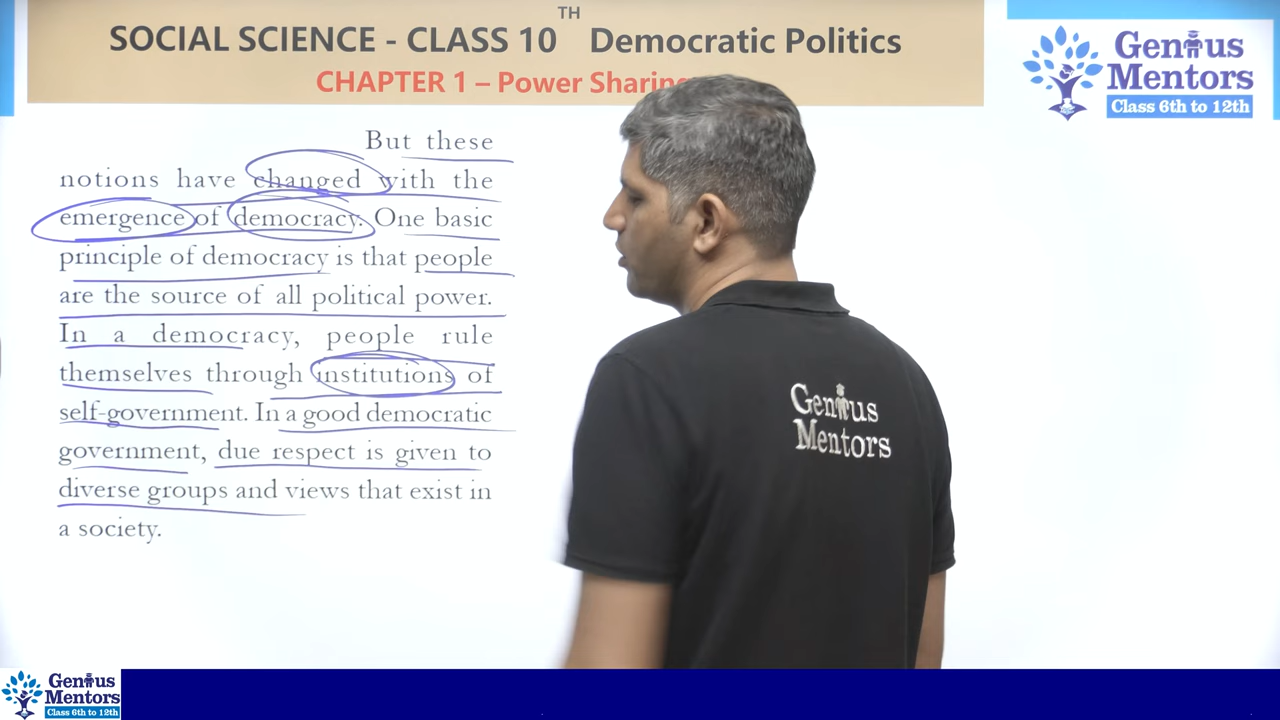 TH
SOCIAL SCIENCE - CLASS 10 Democratic Politics
CHAPTER 1 – Power Sharing
Genius
Mentors
Class 6th to 12th
But these
notions have changed with the
emergence of democracy. One basic
principle of democracy is that people
are the source of all political power.
In a democracy, people rule
themselves through institutions of
self-government. In a good democratic
government, due respect is given to
diverse groups and views that exist in
a society.
Genius
Mentors
Genius
Mentors
Class 6th to 12th